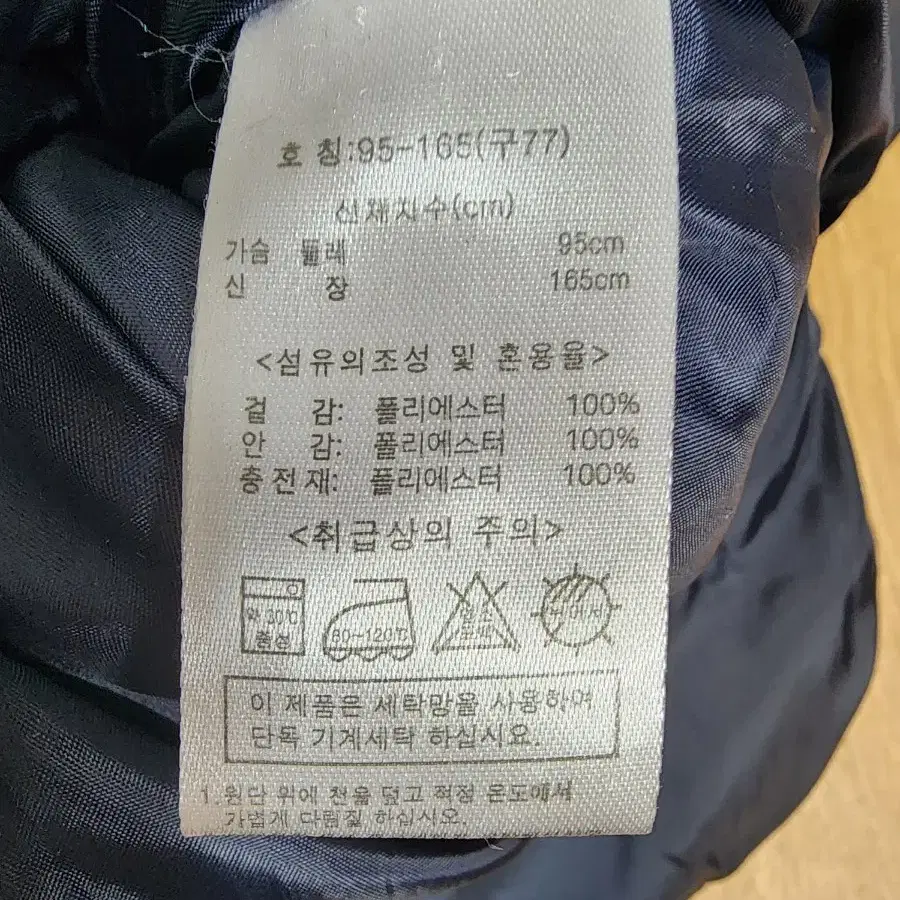 호 칭:95-165(구77)
신체치수(cm)
가슴 둘레 95cm
신 장 165cm
<섬유의조성 및 혼용율>
겉 감: 폴리에스터 100%
안 감: 폴리에스터 100%
충전재: 폴리에스터 100%
<취급상의 주의>
약 30℃
중성
80~120℃
이 제품은 세탁망을 사용하여
단독 기계세탁 하십시요.
1.원단 위에 천을 덮고 적정 온도에서
가볍게 다림질 하십시오.